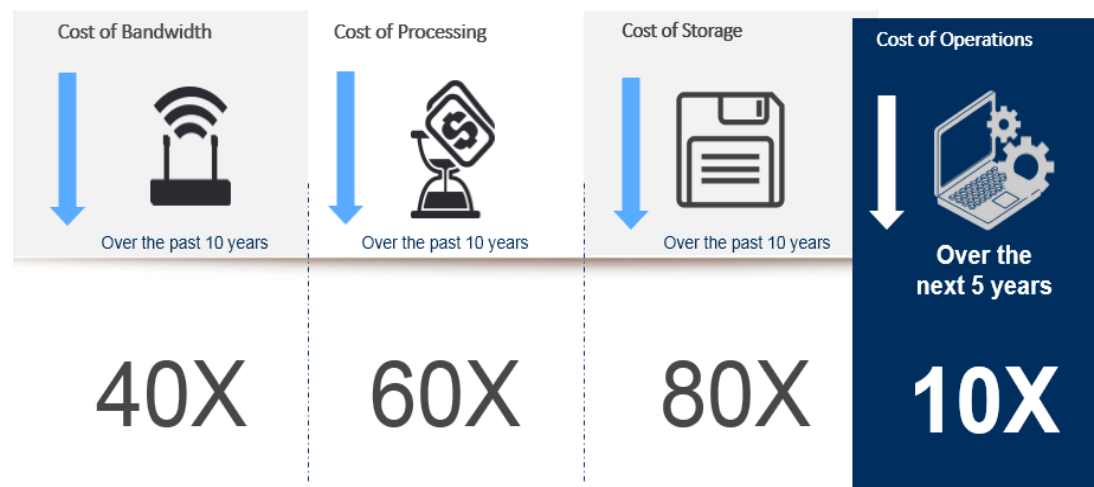 Cost of Bandwidth
Over the past 10 years
40X
Cost of Processing
$
Over the past 10 years
60X
Cost of Storage
Over the past 10 years
80X
Cost of Operations
Over the
next 5 years
10X